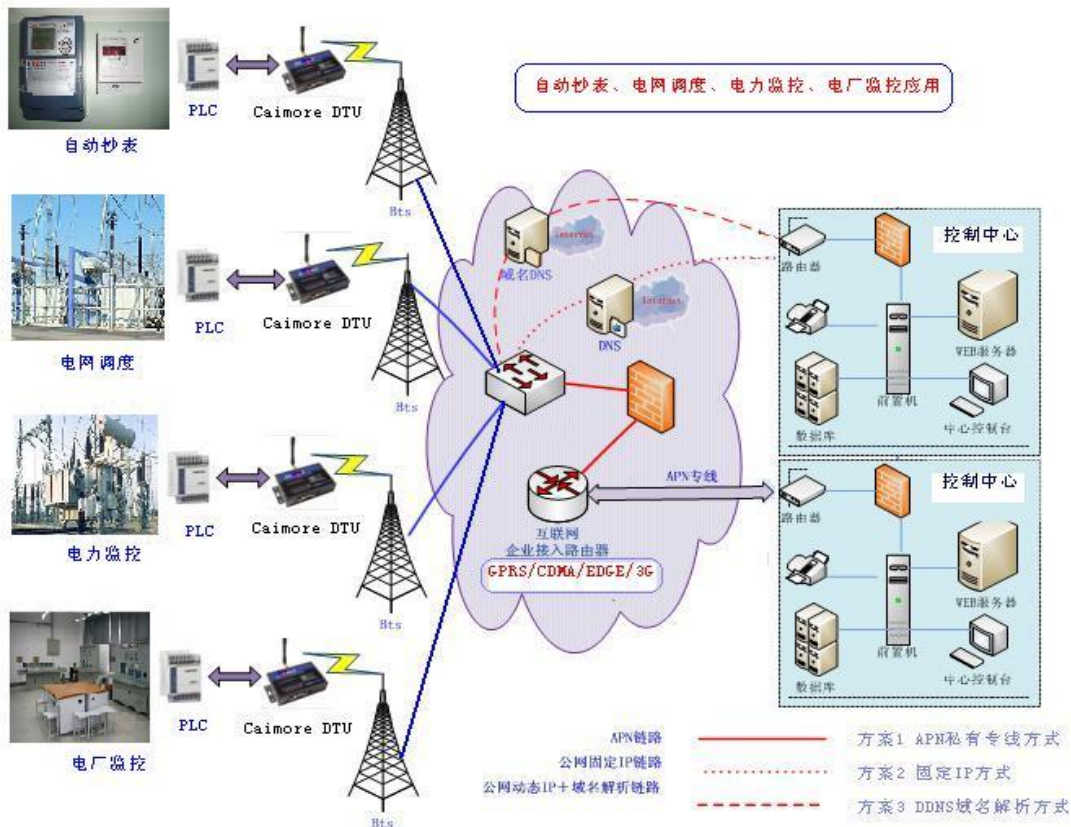 自动抄表、电网调度、电力监控、电厂监控应用
PLC
Caimore DTU
自动抄表
Bts
PLC
Caimore DTU
电网调度
Bts
PLC
Caimore DTU
电力监控
Bts
PLC
Caimore DTU
电厂监控
Bts
Internet
域名DNS
Internet
DNS
互联网
企业接入路由器
GPRS/CDMA/EDGE/3G
APN专线
控制中心
路由器
WEB服务器
前置机
数据库
中心控制台
控制中心
路由器
WEB服务器
前置机
数据库
中心控制台
APN链路
方案1 APN私有专线方式
公网固定IP链路
方案2 固定IP方式
公网动态IP+域名解析链路
方案3 DDNS域名解析方式